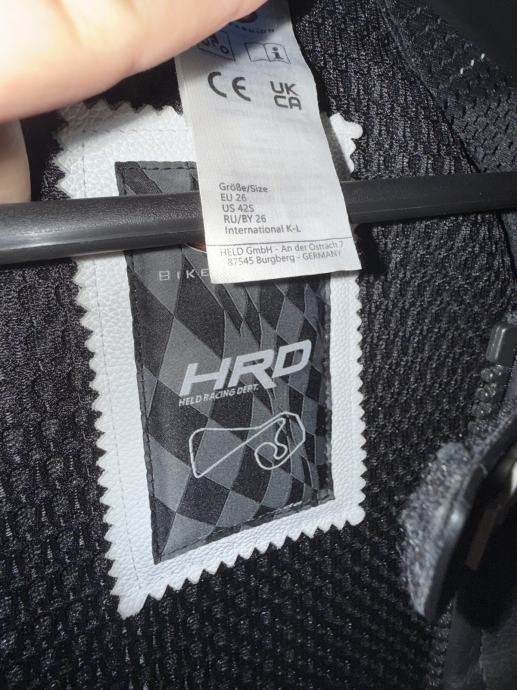 CE
UK
CA
Größe/Size
EU 26
US 42S
RU/BY 26
International K-L
HELD GmbH - An der Ostrach 7
87545 Burgberg - GERMANY
BIKE
HRD
HELD RACING DEPT.